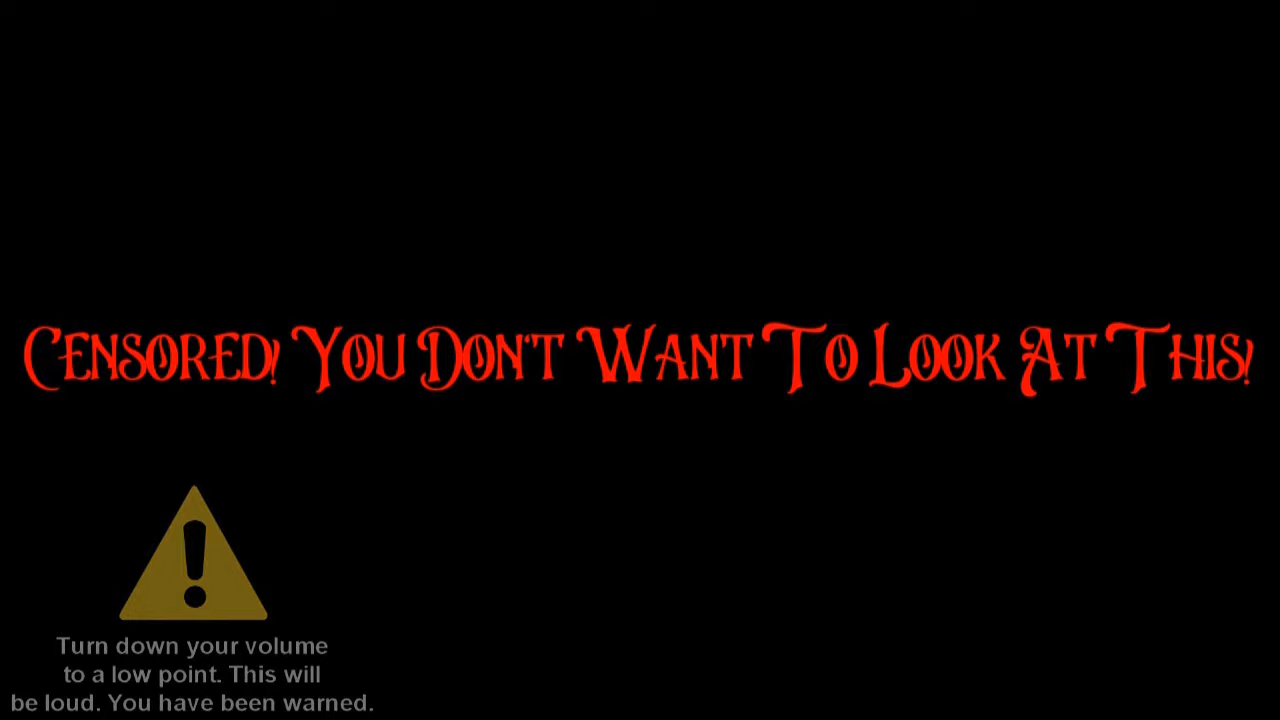 Censored! You Don't Want To Look At This!
Turn down your volume
to a low point. This will
be loud. You have been warned.